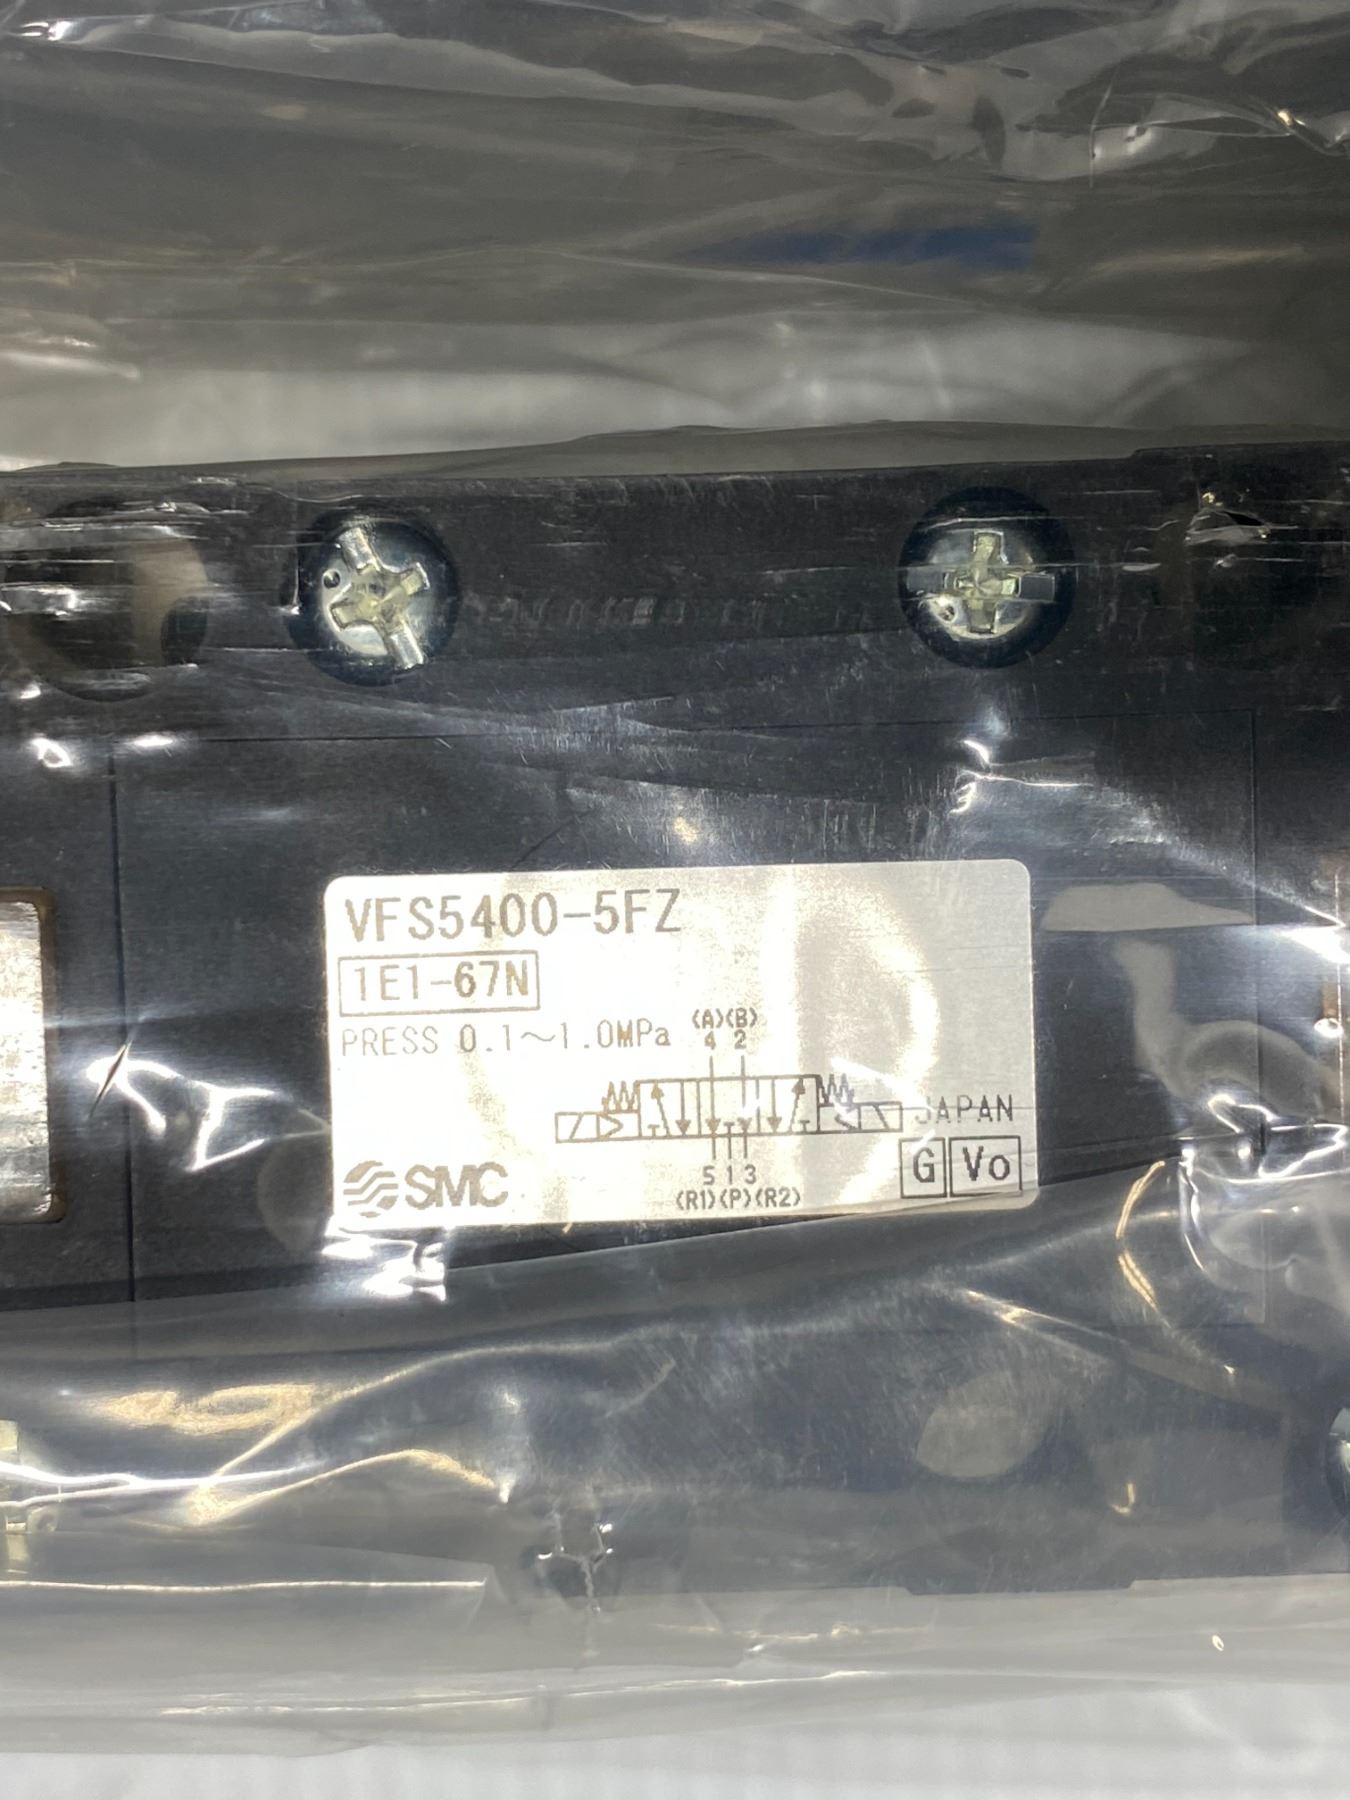 VFS5400-5FZ
1E1-67N
PRESS 0.1~1.0MPa
(A)(B)
4 2
JAPAN
5 1 3
(R1)(P)(R2)
SMC
G Vo